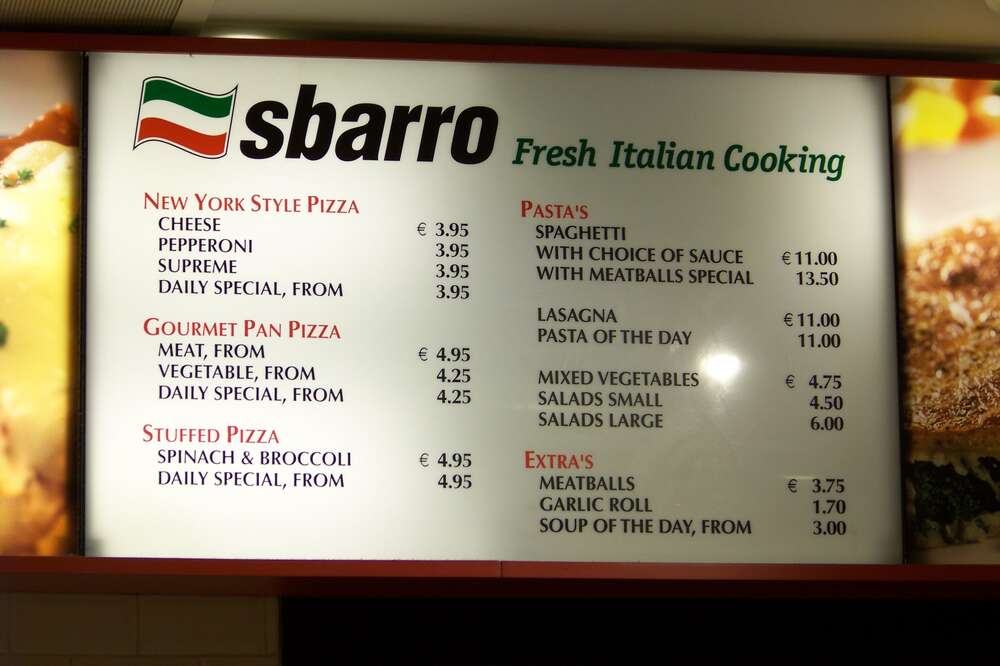 sbarro Fresh Italian Cooking
NEW YORK STYLE PIZZA
CHEESE € 3.95
PEPPERONI 3.95
SUPREME 3.95
DAILY SPECIAL, FROM 3.95
GOURMET PAN PIZZA
MEAT, FROM € 4.95
VEGETABLE, FROM 4.25
DAILY SPECIAL, FROM 4.25
STUFFED PIZZA
SPINACH & BROCCOLI € 4.95
DAILY SPECIAL, FROM 4.95
PASTA'S
SPAGHETTI
WITH CHOICE OF SAUCE € 11.00
WITH MEATBALLS SPECIAL 13.50
LASAGNA € 11.00
PASTA OF THE DAY 11.00
MIXED VEGETABLES € 4.75
SALADS SMALL 4.50
SALADS LARGE 6.00
EXTRA'S
MEATBALLS € 3.75
GARLIC ROLL 1.70
SOUP OF THE DAY, FROM 3.00